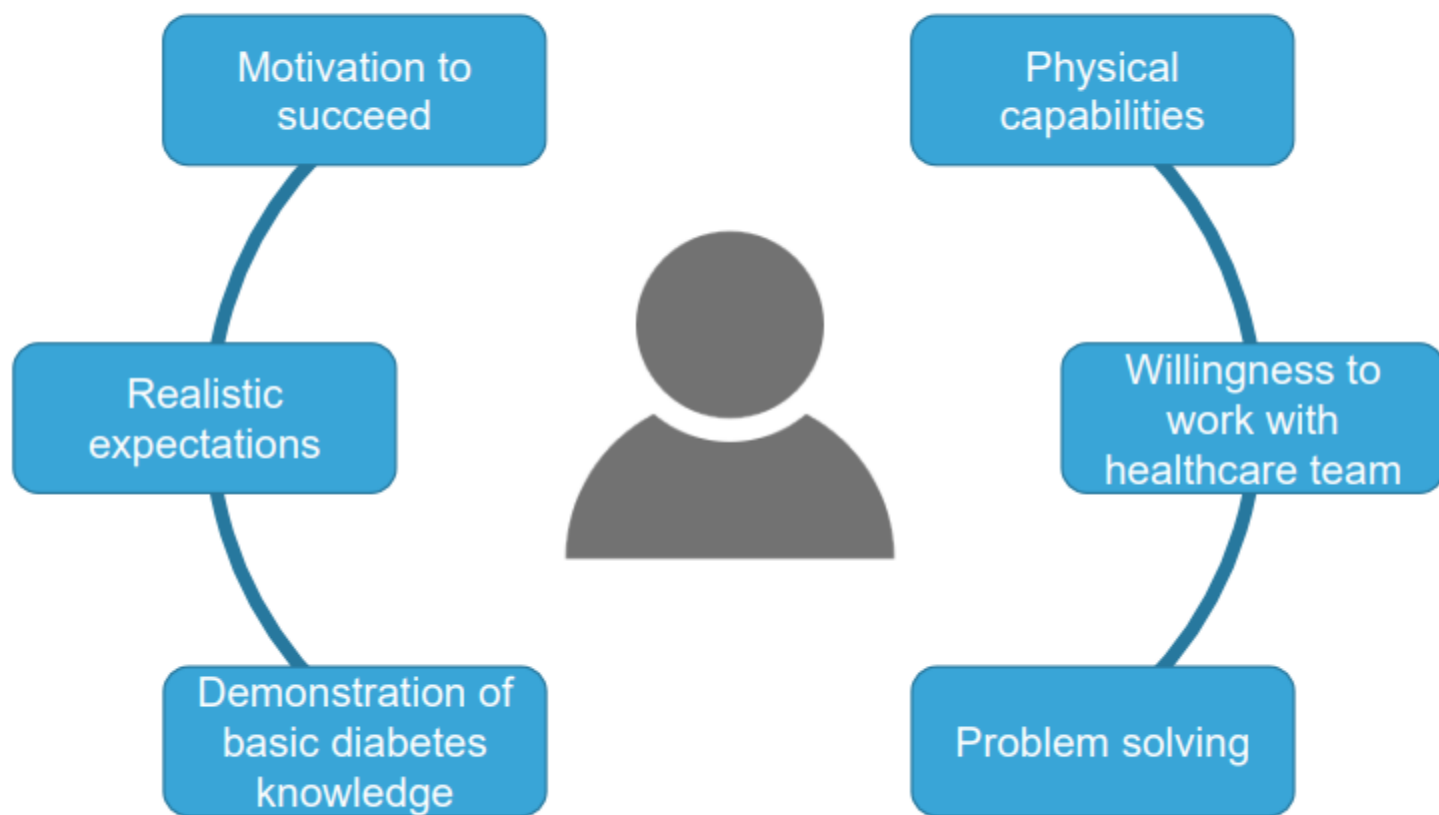 Motivation to
succeed
Realistic
expectations
Demonstration of
basic diabetes
knowledge
Physical
capabilities
Willingness to
work with
healthcare team
Problem solving